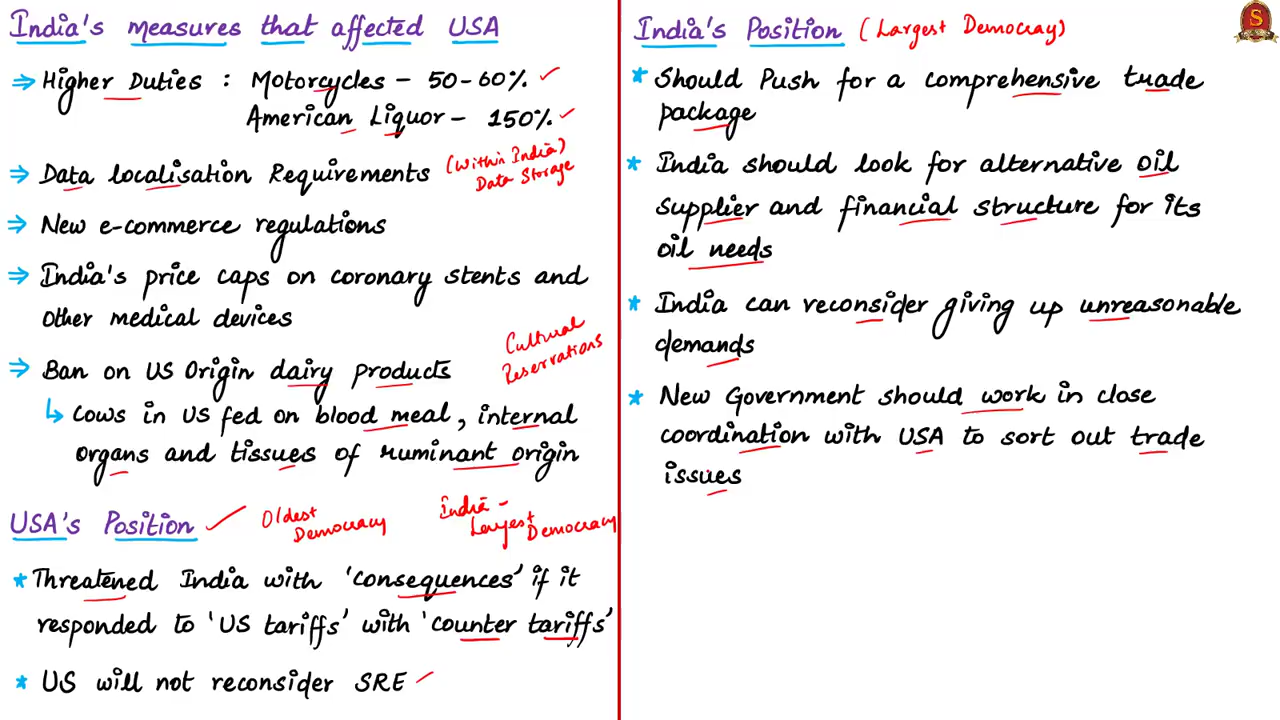 India's measures that affected USA
⇒ Higher Duties : Motorcycles – 50-60%. ✓
American Liquor – 150%. ✓
⇒ Data localisation Requirements (Within India) Data Storage
⇒ New e-commerce regulations
⇒ India's price caps on coronary stents and
other medical devices
⇒ Ban on US Origin dairy products
Cultural
Reservations
↳ Cows in US fed on blood meal, internal
organs and tissues of ruminant origin
USA's Position ✓
Oldest
Democracy
India –
Largest
Democracy
* Threatened India with 'consequences' if it
responded to 'US tariffs' with 'counter tariffs'
* US will not reconsider SRE ✓
India's Position (Largest Democray)
* Should Push for a comprehensive trade
package
* India should look for alternative oil
supplier and financial structure for its
oil needs
* India can reconsider giving up unreasonable
demands
* New Government should work in close
coordination with USA to sort out trade
issues
S